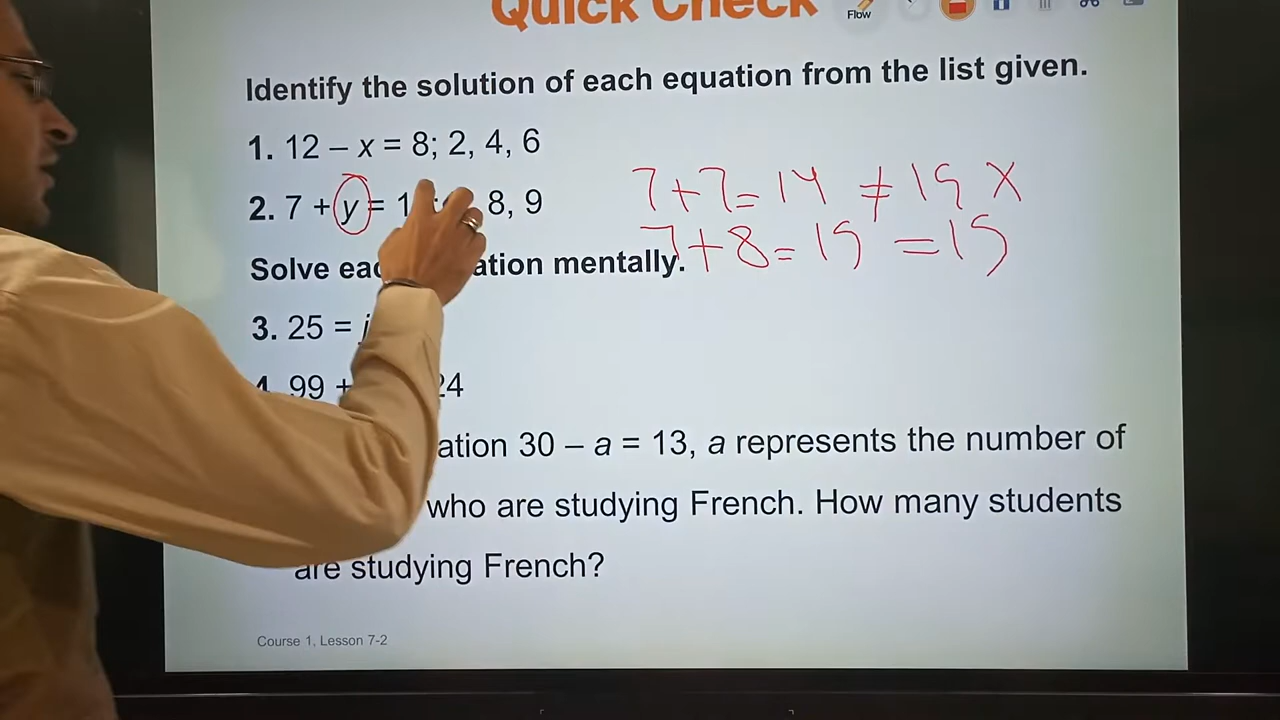 Quick Check
Flow
Identify the solution of each equation from the list given.
1. 12 – x = 8; 2, 4, 6
2. 7 + y = 1 8, 9
7+7=14 ≠ 15 X
7+8=15 =15
Solve mentally.
3. 25 =
99 + 24
30 – a = 13, a represents the number of
who are studying French. How many students
are studying French?
Course 1, Lesson 7-2